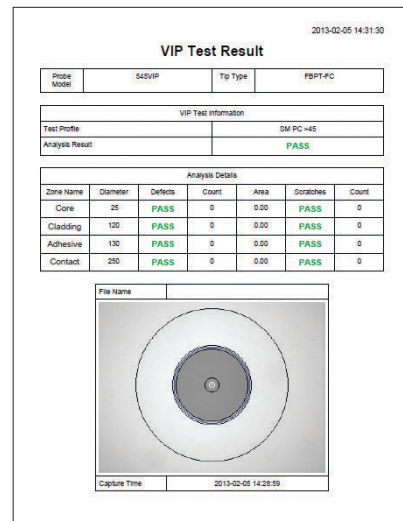 2013-02-05 14:31:30
VIP Test Result
Probe Model 545VIP Tip Type FBPT-FC
VIP Test Information
Test Profile SM PC >45
Analysis Result PASS
Analysis Details
Zone Name Diameter Defects Count Area Scratches Count
Core 25 PASS 0 0.00 PASS 0
Cladding 120 PASS 0 0.00 PASS 0
Adhesive 130 PASS 0 0.00 PASS 0
Contact 250 PASS 0 0.00 PASS 0
File Name
Capture Time 2013-02-05 14:28:59